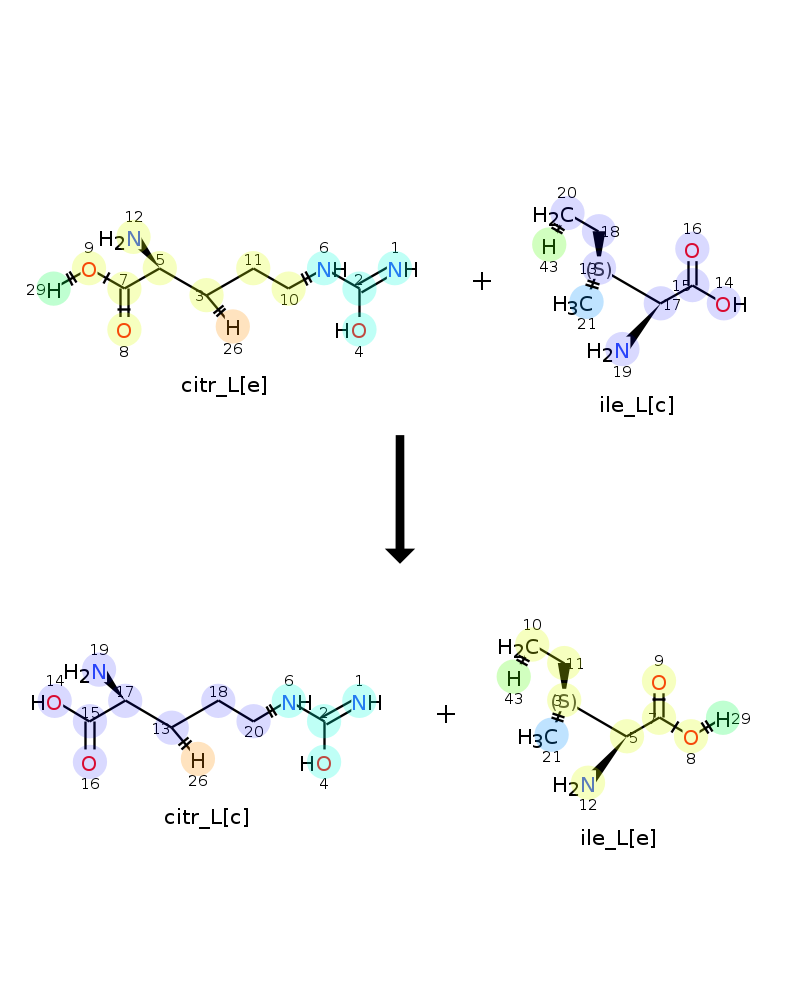 12
H2N
9 O
7
5
8 O
29 H
3
H 26
11
10
6 NH
2
1 NH
HO 4
+
20 H2C
18
H 43
13 (S)
H3C 21
16 O
15
14 OH
17
H2N 19
citr_L[e]
ile_L[c]
19
H2N
14 HO
15
17
16 O
13
H 26
18
20
6 NH
2
1 NH
HO 4
+
10 H2C
11
H 43
3 (S)
H3C 21
9 O
7
O 8
H 29
5
H2N 12
citr_L[c]
ile_L[e]